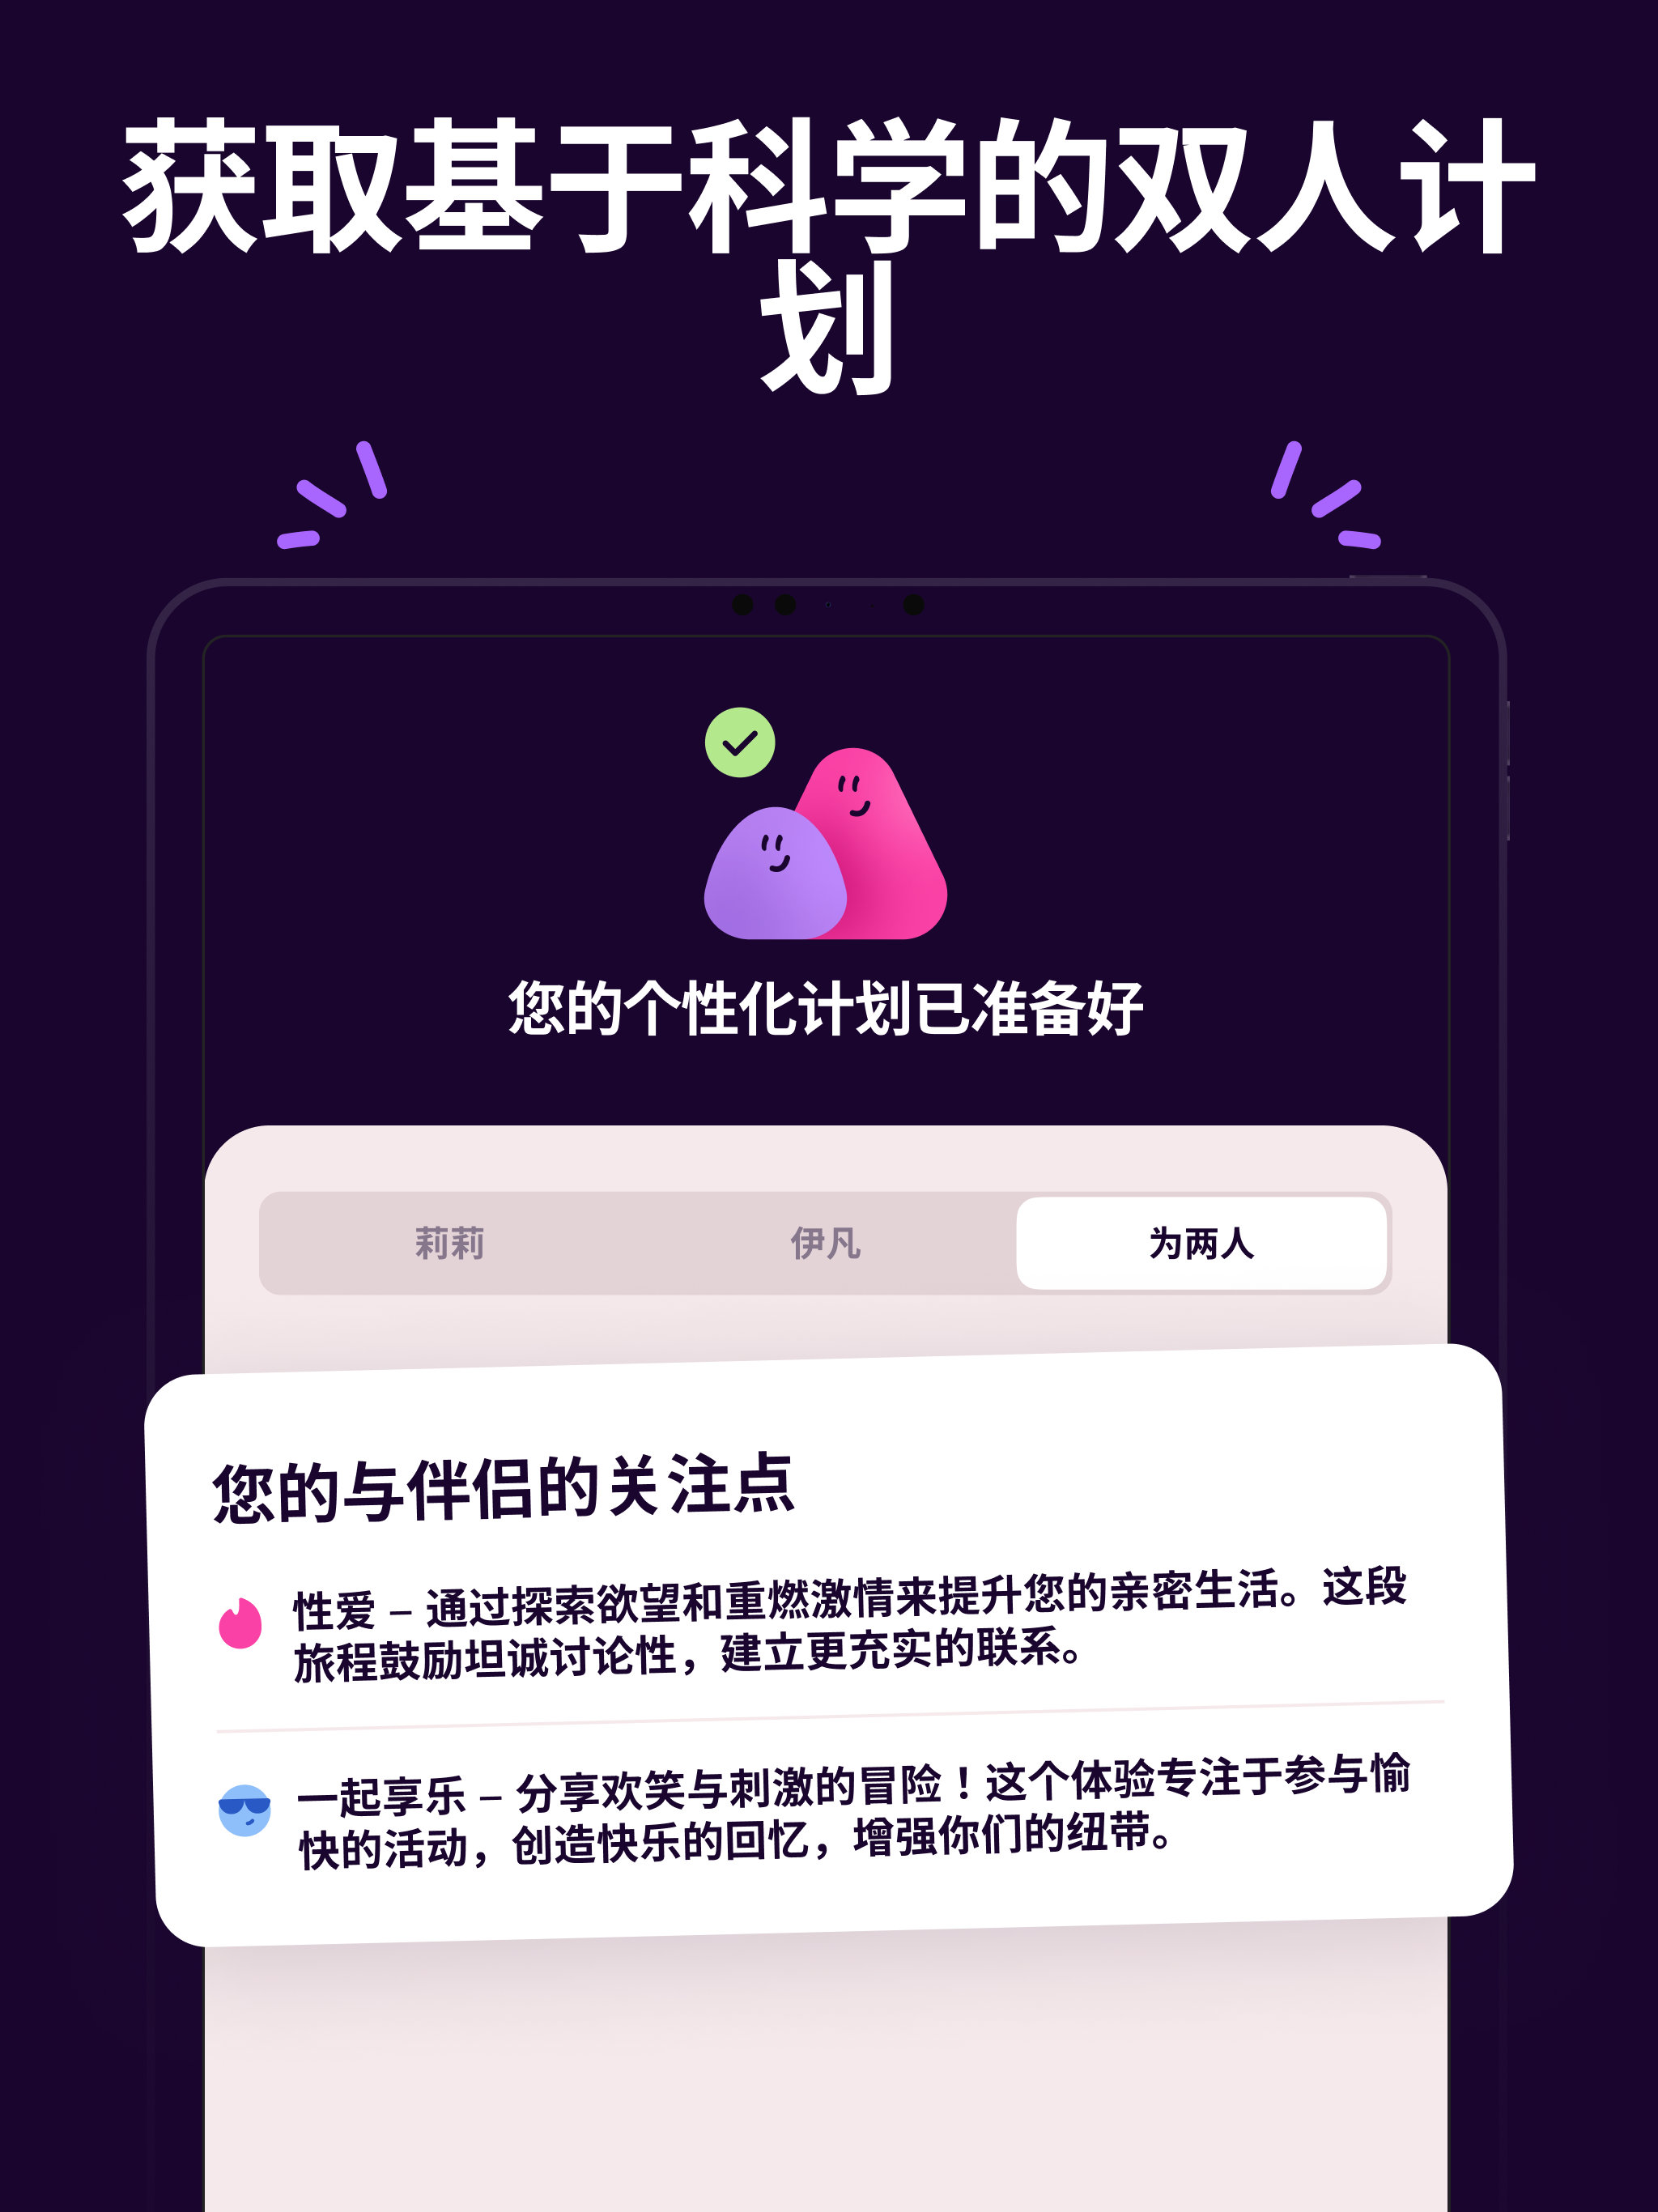 获取基于科学的双人计
划
您的个性化计划已准备好
莉莉
伊凡
为两人
您的与伴侣的关注点
性爱 – 通过探索欲望和重燃激情来提升您的亲密生活。这段
旅程鼓励坦诚讨论性，建立更充实的联系。
一起享乐 – 分享欢笑与刺激的冒险！这个体验专注于参与愉
快的活动，创造快乐的回忆，增强你们的纽带。